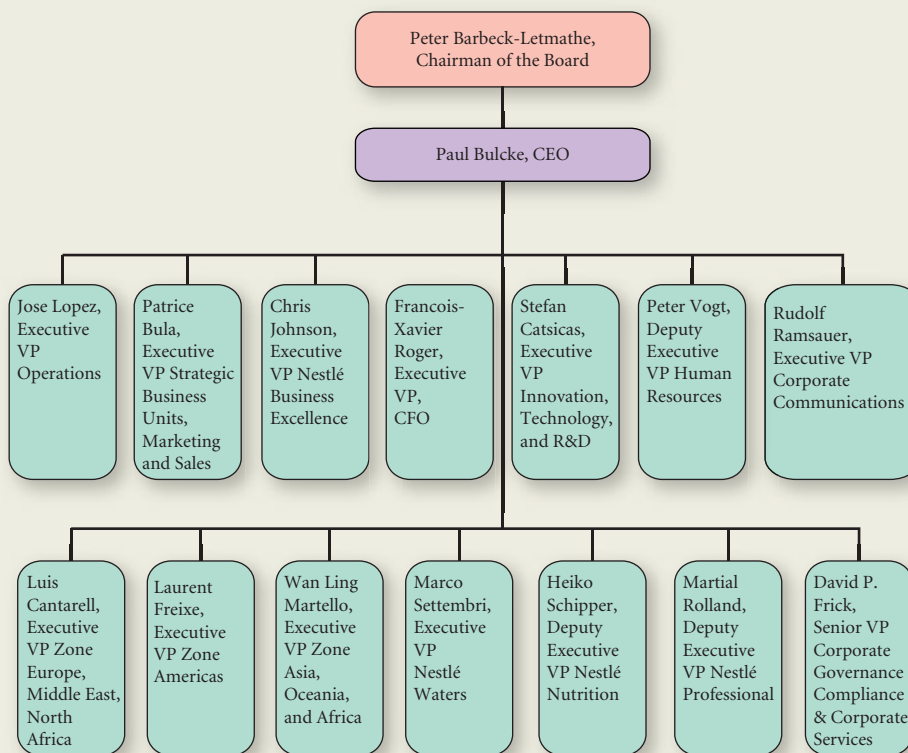 Peter Barbeck-Letmathe,
Chairman of the Board
Paul Bulcke, CEO
Jose Lopez,
Executive
VP
Operations
Patrice
Bula,
Executive
VP Strategic
Business
Units,
Marketing
and Sales
Chris
Johnson,
Executive
VP Nestlé
Business
Excellence
Francois-
Xavier
Roger,
Executive
VP,
CFO
Stefan
Catsicas,
Executive
VP
Innovation,
Technology,
and R&D
Peter Vogt,
Deputy
Executive
VP Human
Resources
Rudolf
Ramsauer,
Executive VP
Corporate
Communications
Luis
Cantarell,
Executive
VP Zone
Europe,
Middle East,
North
Africa
Laurent
Freixe,
Executive
VP Zone
Americas
Wan Ling
Martello,
Executive
VP Zone
Asia,
Oceania,
and Africa
Marco
Settembri,
Executive
VP
Nestlé
Waters
Heiko
Schipper,
Deputy
Executive
VP Nestlé
Nutrition
Martial
Rolland,
Deputy
Executive
VP Nestlé
Professional
David P.
Frick,
Senior VP
Corporate
Governance
Compliance
& Corporate
Services